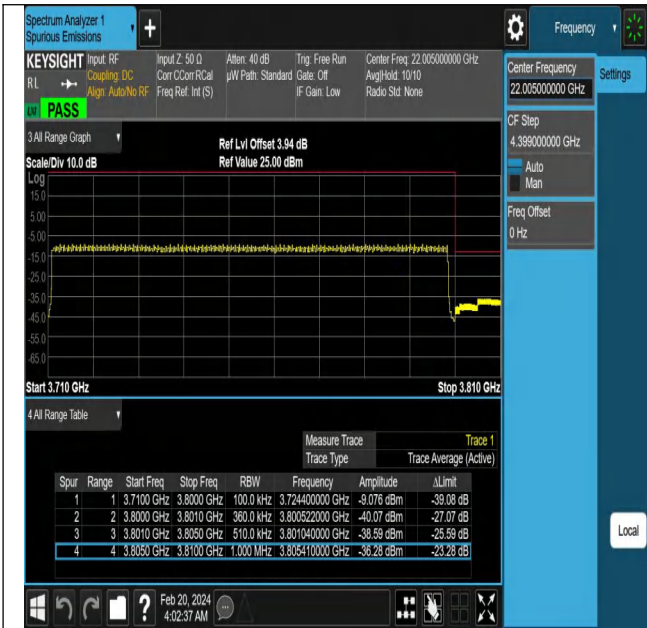 Spectrum Analyzer 1
Spurious Emissions
+
Frequency
KEYSIGHT Input: RF Input Z: 50 Ω Atten: 40 dB Trig: Free Run Center Freq: 22.005000000 GHz
Coupling: DC Corr CCorr RCal µW Path: Standard Gate: Off Avg|Hold: 10/10
RL Align: Auto/No RF Freq Ref: Int (S) IF Gain: Low Radio Std: None
PASS
Center Frequency
22.005000000 GHz
Settings
CF Step
4.399000000 GHz
Auto
Man
Freq Offset
0 Hz
3 All Range Graph
Ref Lvl Offset 3.94 dB
Scale/Div 10.0 dB Ref Value 25.00 dBm
Log
15.0
5.00
-5.00
-15.0
-25.0
-35.0
-45.0
-55.0
-65.0
Start 3.710 GHz Stop 3.810 GHz
4 All Range Table
Measure Trace Trace 1
Trace Type Trace Average (Active)
Spur Range Start Freq Stop Freq RBW Frequency Amplitude ΔLimit
1 1 3.7100 GHz 3.8000 GHz 100.0 kHz 3.724400000 GHz -9.076 dBm -39.08 dB
2 2 3.8000 GHz 3.8010 GHz 360.0 kHz 3.800522000 GHz -40.07 dBm -27.07 dB
3 3 3.8010 GHz 3.8050 GHz 510.0 kHz 3.801040000 GHz -38.59 dBm -25.59 dB
4 4 3.8050 GHz 3.8100 GHz 1.000 MHz 3.805410000 GHz -36.28 dBm -23.28 dB
Local
?
Feb 20, 2024
4:02:37 AM